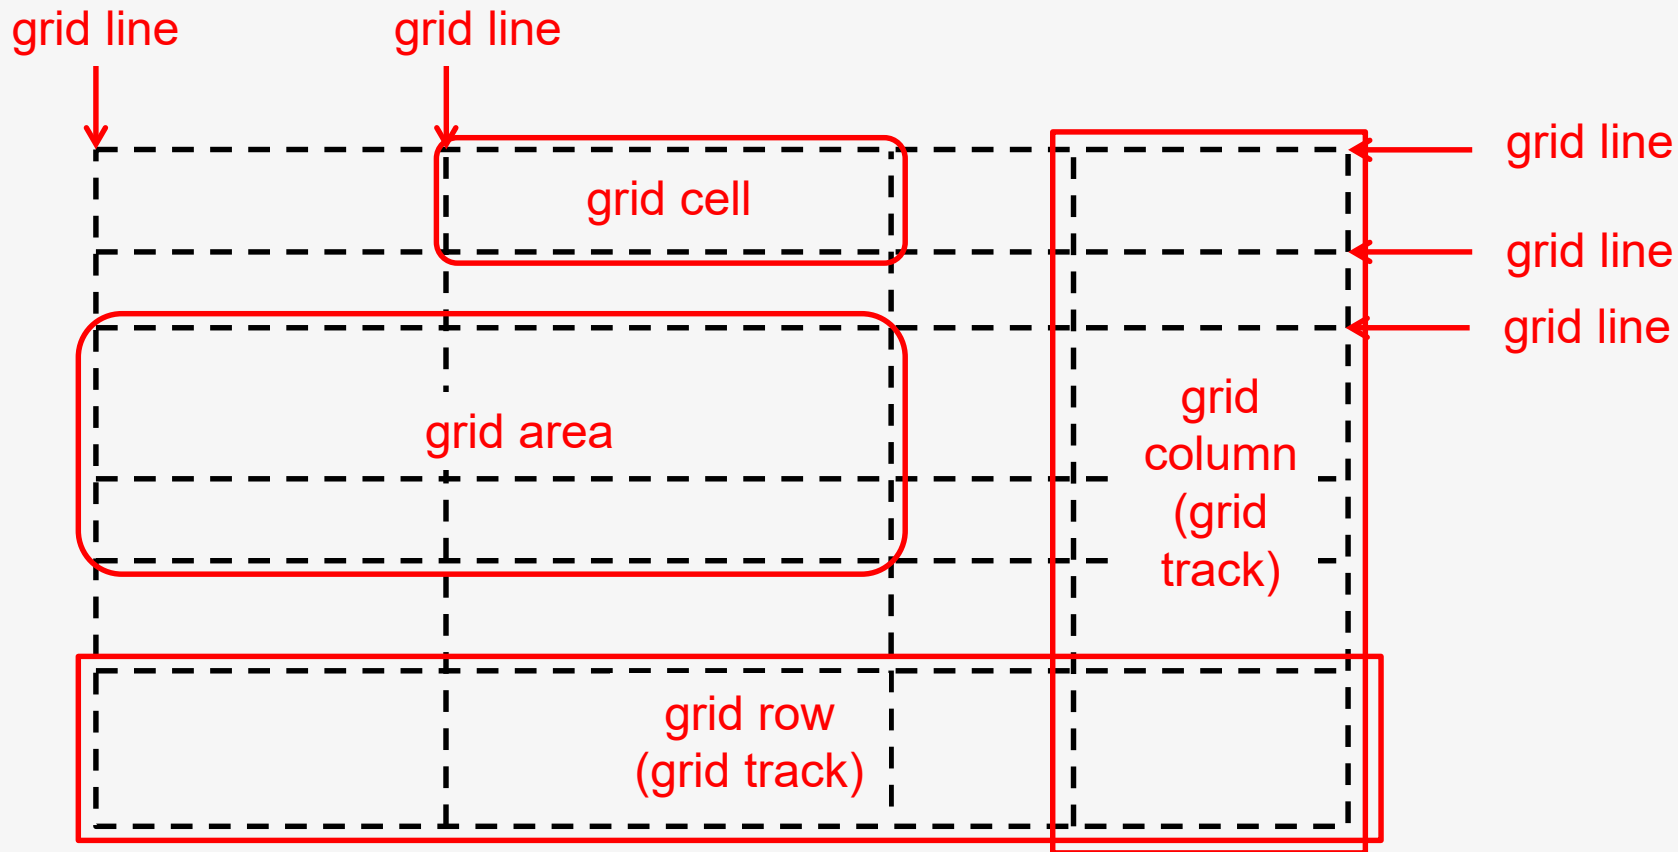 grid line
grid line
grid line
grid cell
grid line
grid line
grid area
grid
column
(grid
track)
grid row
(grid track)